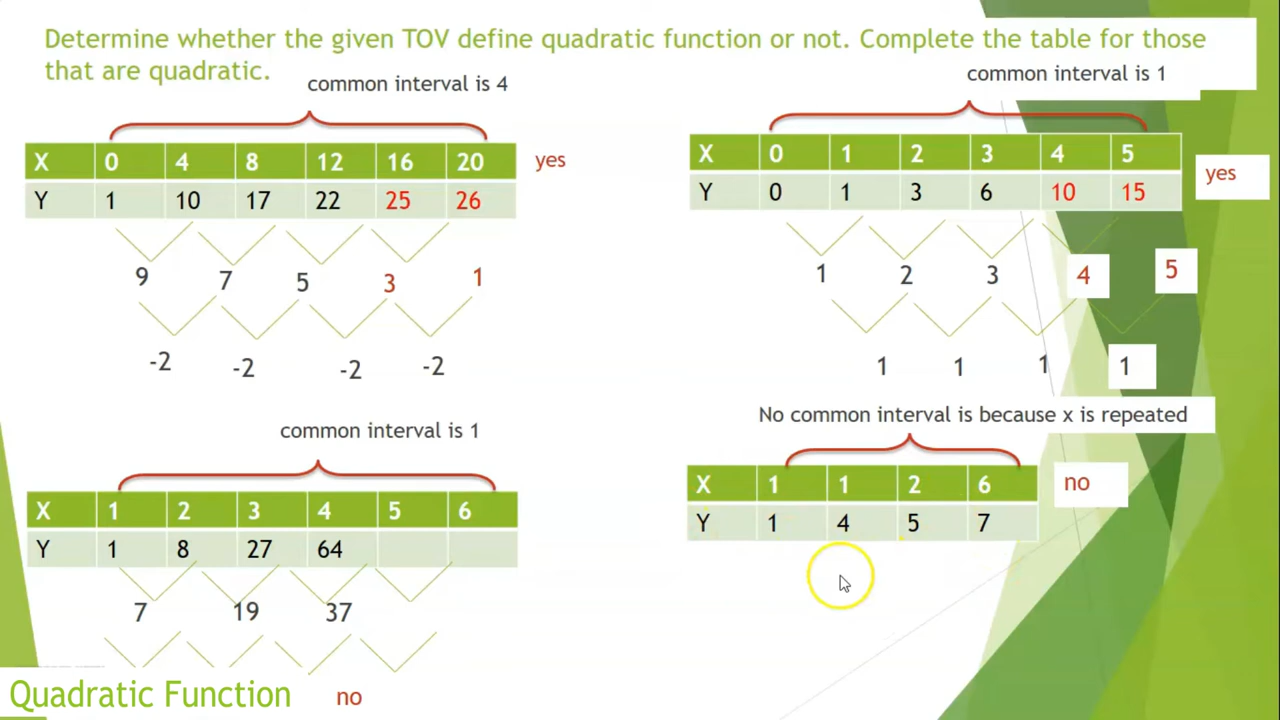 Determine whether the given TOV define quadratic function or not. Complete the table for those
that are quadratic.
common interval is 4
X 0 4 8 12 16 20
Y 1 10 17 22 25 26
yes
9 7 5 3 1
-2 -2 -2 -2
common interval is 1
X 0 1 2 3 4 5
Y 0 1 3 6 10 15
yes
1 2 3 4 5
1 1 1 1
common interval is 1
X 1 2 3 4 5 6
Y 1 8 27 64
7 19 37
no
No common interval is because x is repeated
X 1 1 2 6
Y 1 4 5 7
no
Quadratic Function